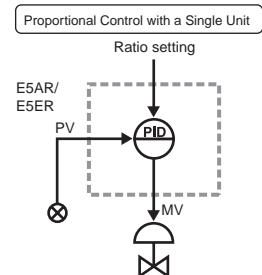 Proportional Control with a Single Unit
Ratio setting
E5AR/
E5ER
PV
PID
MV